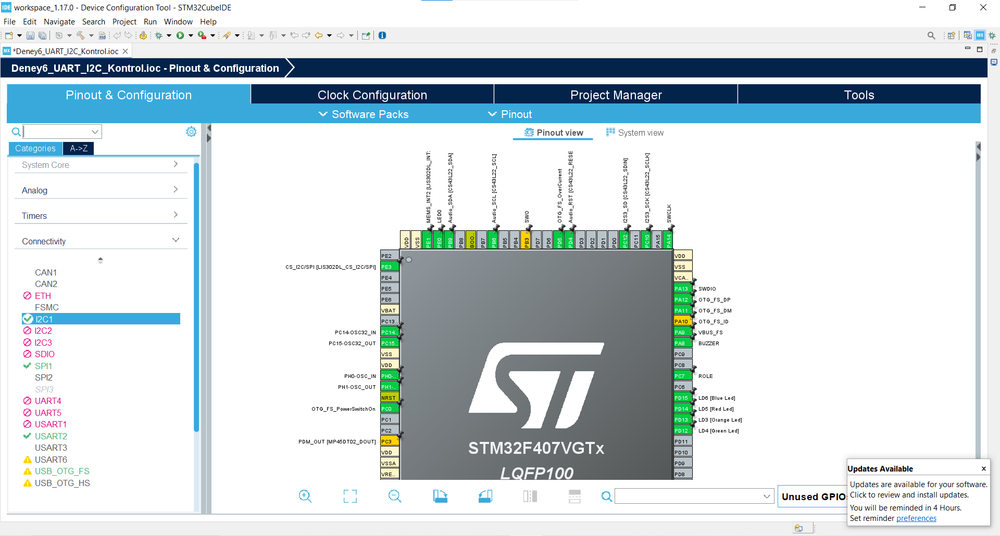 IDE workspace_1.17.0 - Device Configuration Tool - STM32CubeIDE
File Edit Navigate Search Project Run Window Help
010
MX
MX *Deney6_UART_I2C_Kontrol.ioc
Deney6_UART_I2C_Kontrol.ioc - Pinout & Configuration
Pinout & Configuration Clock Configuration Project Manager Tools
Software Packs Pinout
Pinout view System view
Categories A->Z
System Core
Analog
Timers
Connectivity
CAN1
CAN2
ETH
FSMC
I2C1
I2C2
I2C3
SDIO
SPI1
SPI2
SPI3
UART4
UART5
USART1
USART2
USART3
USART6
USB_OTG_FS
USB_OTG_HS
MEMS_INT2 [LIS302DL_INT:
LED0
Audio_SDA [CS43L22_SDA]
Audio_SCL [CS43L22_SCL]
SWO
OTG_FS_OverCurrent
Audio_RST [CS43L22_RESE
I2S3_SD [CS43L22_SDIN]
I2S3_SCK [CS43L22_SCLK]
SWCLK
VDD VSS PE1 PE0 PB9 PB8 BOO.. PB7 PB6 PB5 PB4 PB3 PD7 PD6 PD5 PD4 PD3 PD2 PD1 PD0 PC12 PC11 PC10 PA15 PA14
PE2
CS_I2C/SPI [LIS302DL_CS_I2C/SPI] PE3
PE4
PE5
PE6
VBAT
PC13..
PC14-OSC32_IN PC14..
PC15-OSC32_OUT PC15..
VSS
VDD
PH0-OSC_IN PH0-..
PH1-OSC_OUT PH1-..
NRST
OTG_FS_PowerSwitchOn PC0
PC1
PC2
PDM_OUT [MP45DT02_DOUT] PC3
VDD
VSSA
VRE..
VDD
VSS
VCA..
PA13 SWDIO
PA12 OTG_FS_DP
PA11 OTG_FS_DM
PA10 OTG_FS_ID
PA9 VBUS_FS
PA8 BUZZER
PC9
PC8
PC7 ROLE
PC6
PD15 LD6 [Blue Led]
PD14 LD5 [Red Led]
PD13 LD3 [Orange Led]
PD12 LD4 [Green Led]
PD11
PD10
PD9
PD8
ST
STM32F407VGTx
LQFP100
Unused GPIO
Updates Available
Updates are available for your software.
Click to review and install updates.
You will be reminded in 4 Hours.
Set reminder preferences